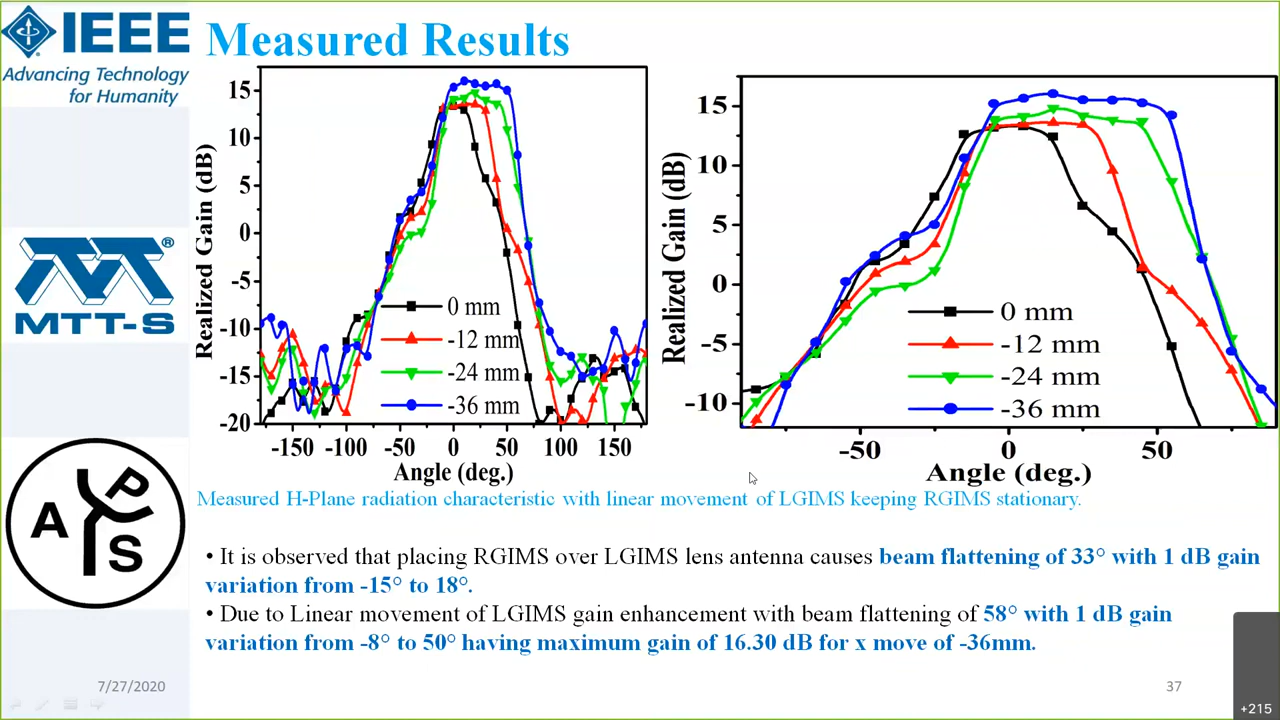 IEEE
Advancing Technology
for Humanity
Measured Results
Realized Gain (dB)
15
10
5
0
-5
-10
-15
-20
-150 -100 -50 0 50 100 150
Angle (deg.)
0 mm
-12 mm
-24 mm
-36 mm
Realized Gain (dB)
15
10
5
0
-5
-10
-50 0 50
Angle (deg.)
0 mm
-12 mm
-24 mm
-36 mm
MTT-S®
A P S
Measured H-Plane radiation characteristic with linear movement of LGIMS keeping RGIMS stationary.
• It is observed that placing RGIMS over LGIMS lens antenna causes beam flattening of 33° with 1 dB gain
variation from -15° to 18°.
• Due to Linear movement of LGIMS gain enhancement with beam flattening of 58° with 1 dB gain
variation from -8° to 50° having maximum gain of 16.30 dB for x move of -36mm.
7/27/2020
37
+215